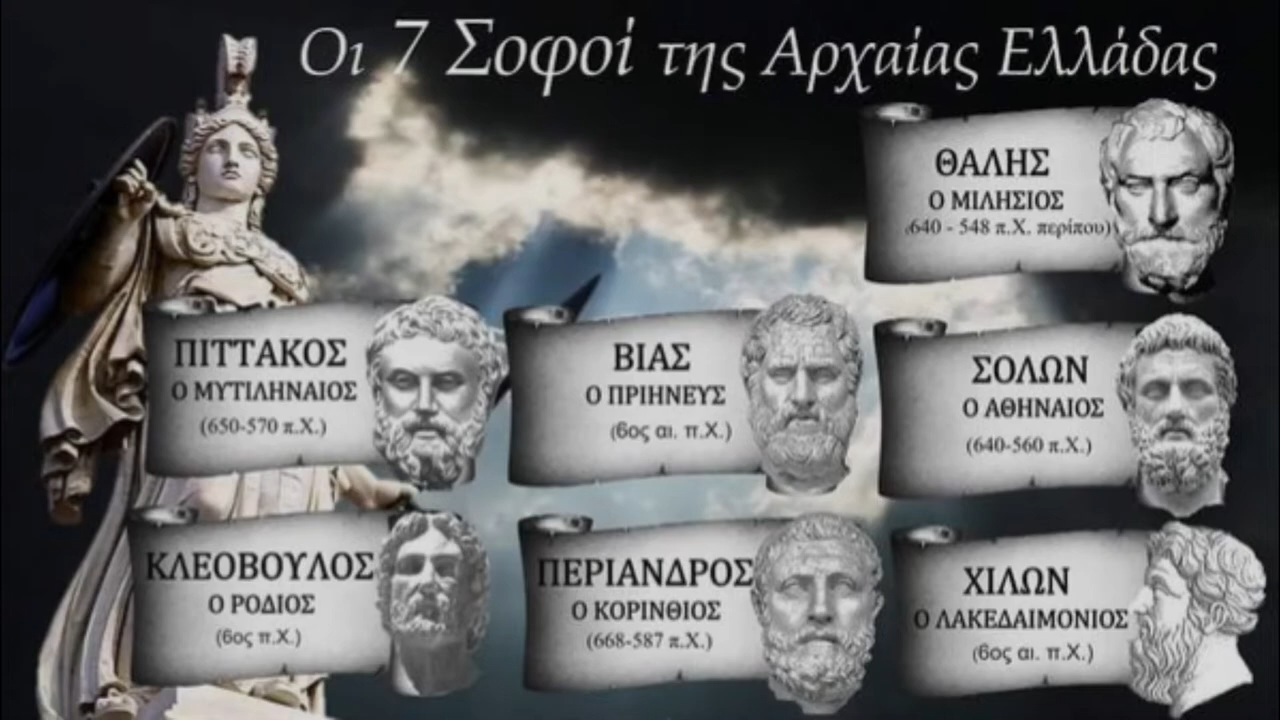 Οι 7 Σοφοί της Αρχαίας Ελλάδας
ΘΑΛΗΣ
Ο ΜΙΛΗΣΙΟΣ
(640 - 548 π.Χ. περίπου)
ΠΙΤΤΑΚΟΣ
Ο ΜΥΤΙΛΗΝΑΙΟΣ
(650-570 π.Χ.)
ΒΙΑΣ
Ο ΠΡΙΗΝΕΥΣ
(6ος αι. π.Χ.)
ΣΟΛΩΝ
Ο ΑΘΗΝΑΙΟΣ
(640-560 π.Χ.)
ΚΛΕΟΒΟΥΛΟΣ
Ο ΡΟΔΙΟΣ
(6ος π.Χ.)
ΠΕΡΙΑΝΔΡΟΣ
Ο ΚΟΡΙΝΘΙΟΣ
(668-587 π.Χ.)
ΧΙΛΩΝ
Ο ΛΑΚΕΔΑΙΜΟΝΙΟΣ
(6ος αι. π.Χ.)